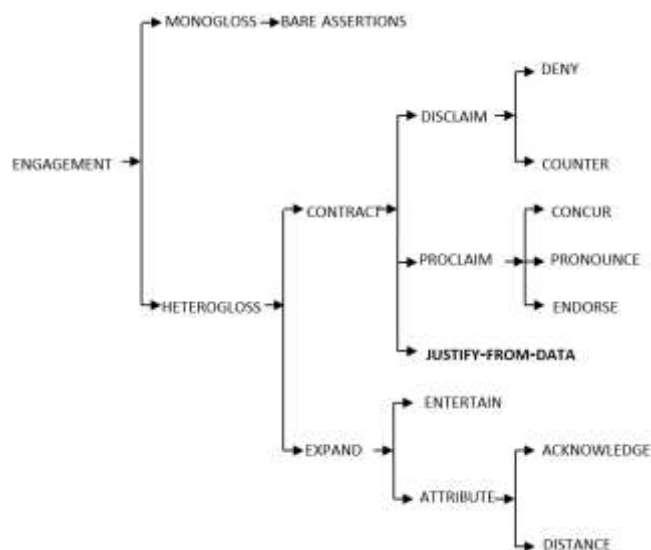 MONOGLOSS BARE ASSERTIONS
DENY
DISCLAIM
COUNTER
ENGAGEMENT
CONTRACT
CONCUR
PROCLAIM
PRONOUNCE
HETEROGLOSS
ENDORSE
JUSTIFY-FROM-DATA
ENTERTAIN
EXPAND
ACKNOWLEDGE
ATTRIBUTE
DISTANCE